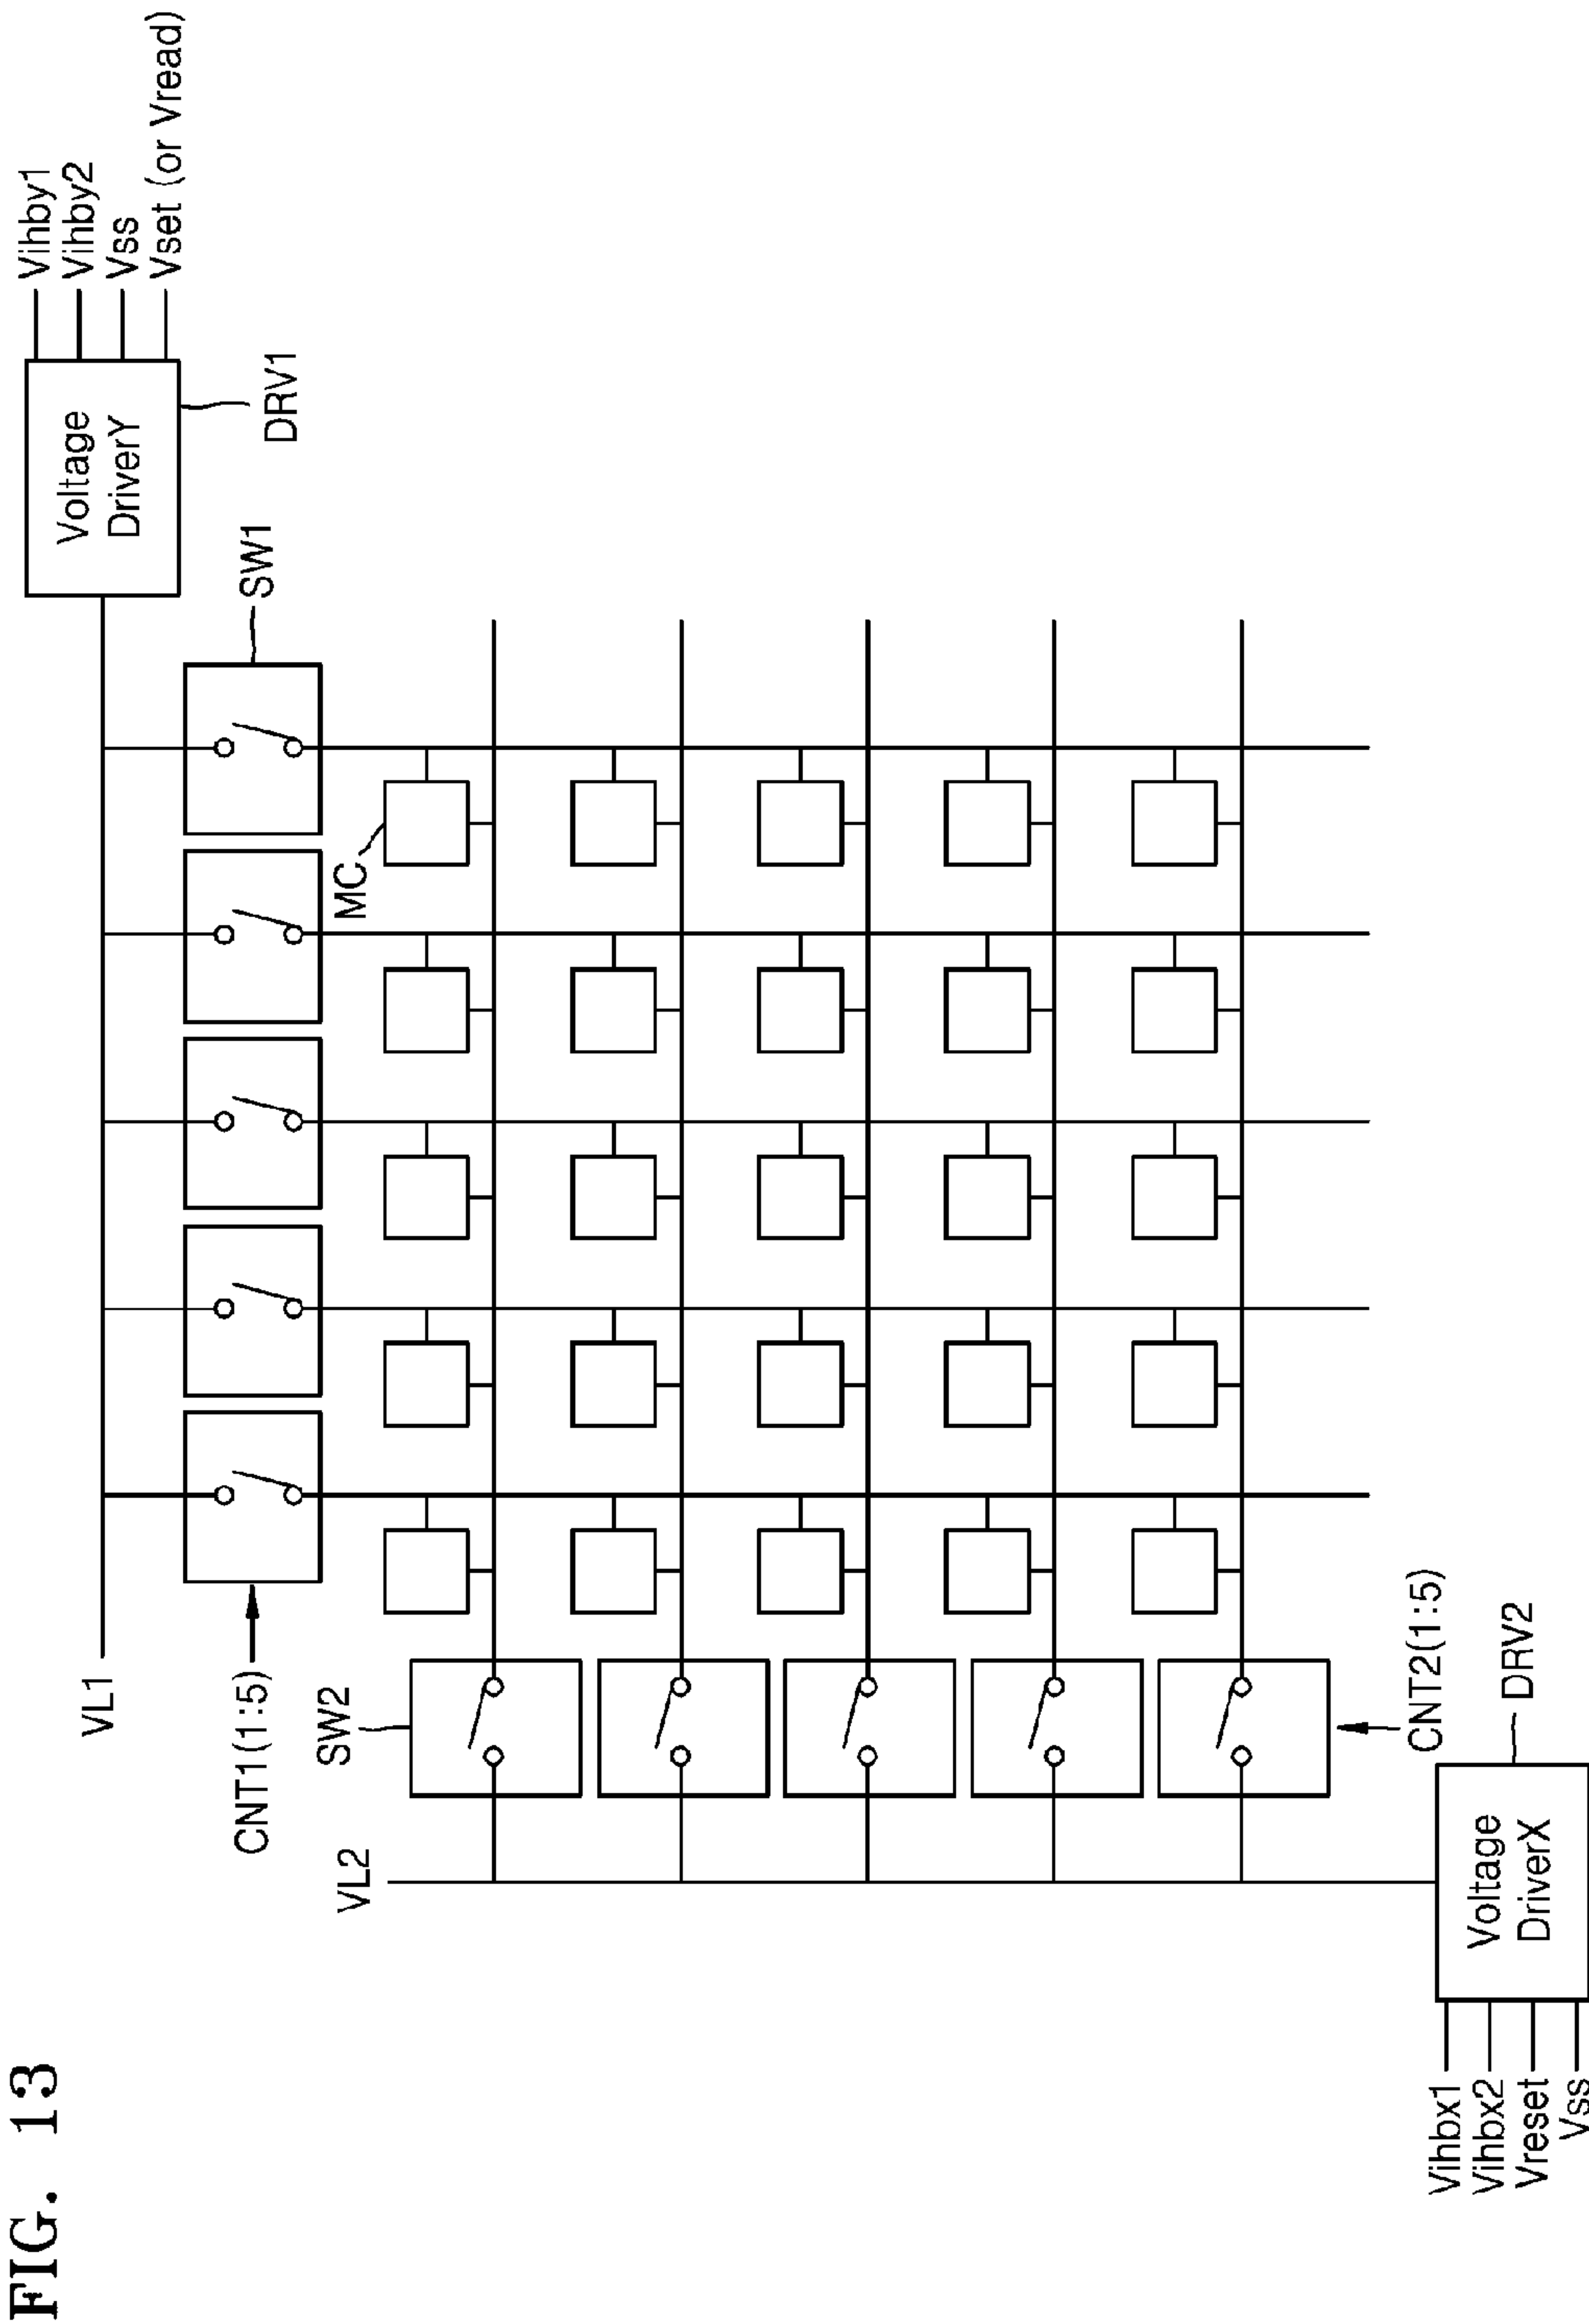 FIG. 13
VL1
Voltage
DriverY
Vihby1
Vihby2
Vss
Vset (or Vread)
DRV1
CNT1(1:5)
SW1
SW2
MC
VL2
CNT2(1:5)
Vihbx1
Vihbx2
Vreset
Vss
Voltage
DriverX
DRV2